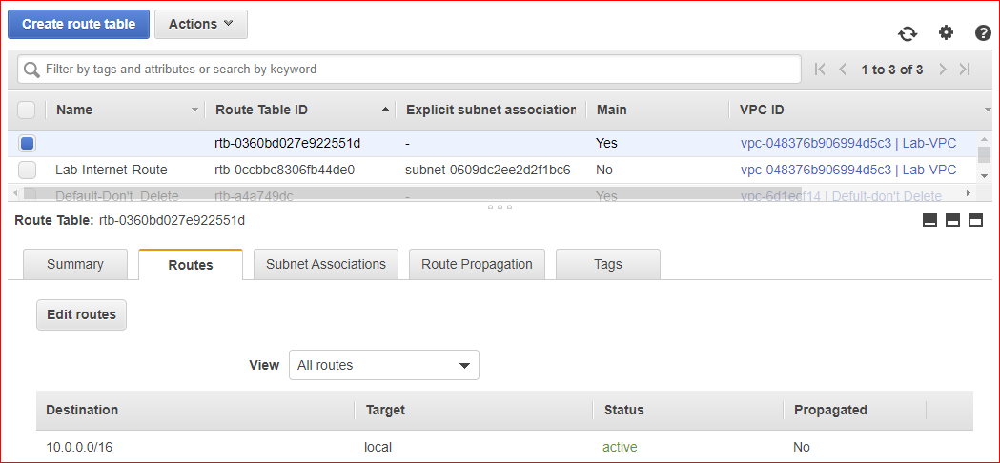 Create route table Actions
Filter by tags and attributes or search by keyword 1 to 3 of 3
Name Route Table ID Explicit subnet association Main VPC ID
rtb-0360bd027e922551d - Yes vpc-048376b906994d5c3 | Lab-VPC
Lab-Internet-Route rtb-0ccbbc8306fb44de0 subnet-0609dc2ee2d2f1bc6 No vpc-048376b906994d5c3 | Lab-VPC
Default-Don't_Delete rtb-a4a749dc - Yes vpc-6d1ecf14 | Defult-don't Delete
Route Table: rtb-0360bd027e922551d
Summary Routes Subnet Associations Route Propagation Tags
Edit routes
View All routes
Destination Target Status Propagated
10.0.0.0/16 local active No